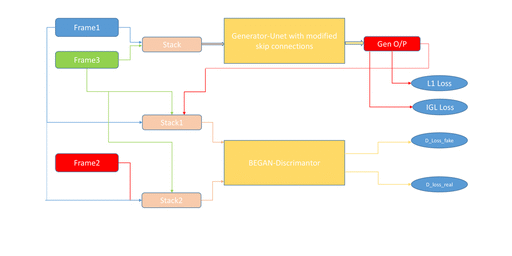 Frame1
Stack
Generator-Unet with modified
skip connections
Gen O/P
Frame3
L1 Loss
IGL Loss
Stack1
D_Loss_fake
Frame2
BEGAN-Discrimantor
D_loss_real
Stack2